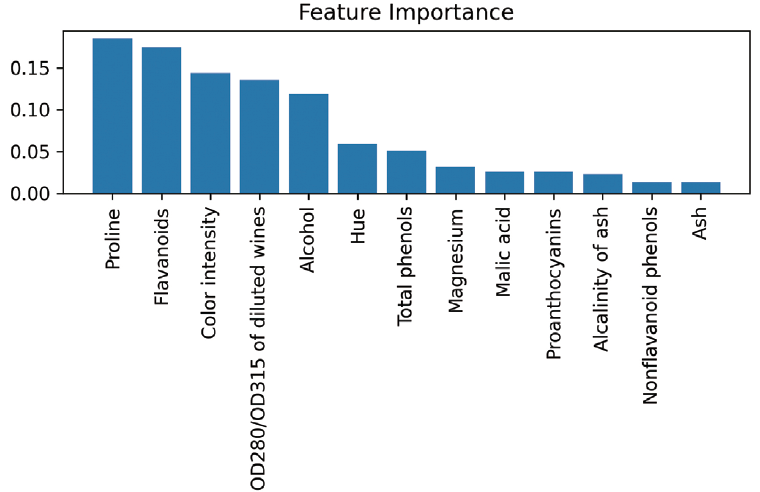 Feature Importance
0.15
0.10
0.05
0.00
Proline
Flavanoids
Color intensity
OD280/OD315 of diluted wines
Alcohol
Hue
Total phenols
Magnesium
Malic acid
Proanthocyanins
Alcalinity of ash
Nonflavanoid phenols
Ash